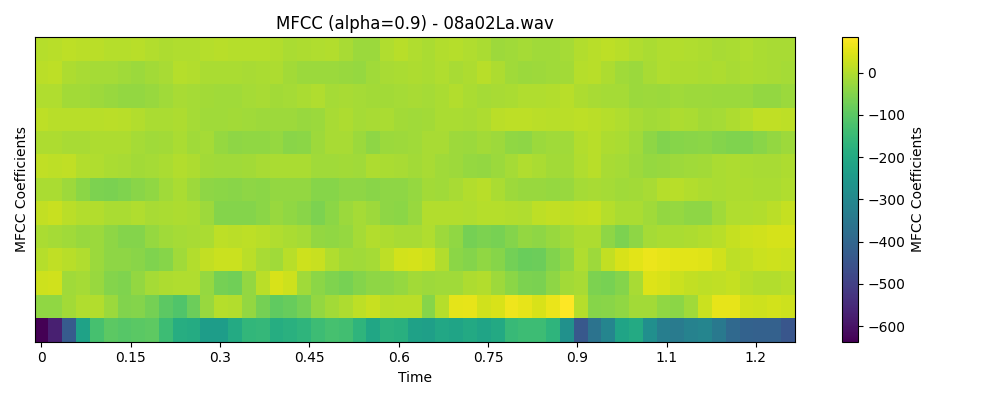 MFCC (alpha=0.9) - 08a02La.wav
MFCC Coefficients
0 0.15 0.3 0.45 0.6 0.75 0.9 1.1 1.2
Time
0
−100
−200
−300
−400
−500
−600
MFCC Coefficients